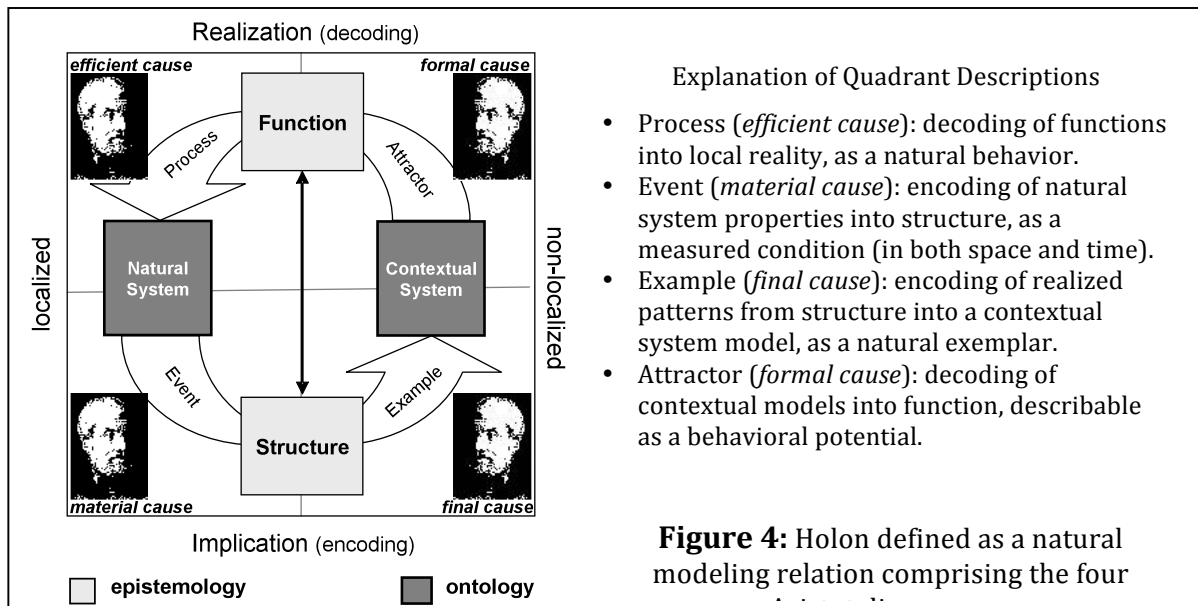 Realization (decoding)
efficient cause
formal cause
Function
Process
Attractor
localized
non-localized
Natural
System
Contextual
System
Event
Example
Structure
material cause
final cause
Implication (encoding)
epistemology
ontology
Explanation of Quadrant Descriptions
• Process (efficient cause): decoding of functions
into local reality, as a natural behavior.
• Event (material cause): encoding of natural
system properties into structure, as a
measured condition (in both space and time).
• Example (final cause): encoding of realized
patterns from structure into a contextual
system model, as a natural exemplar.
• Attractor (formal cause): decoding of
contextual models into function, describable
as a behavioral potential.
Figure 4: Holon defined as a natural
modeling relation comprising the four